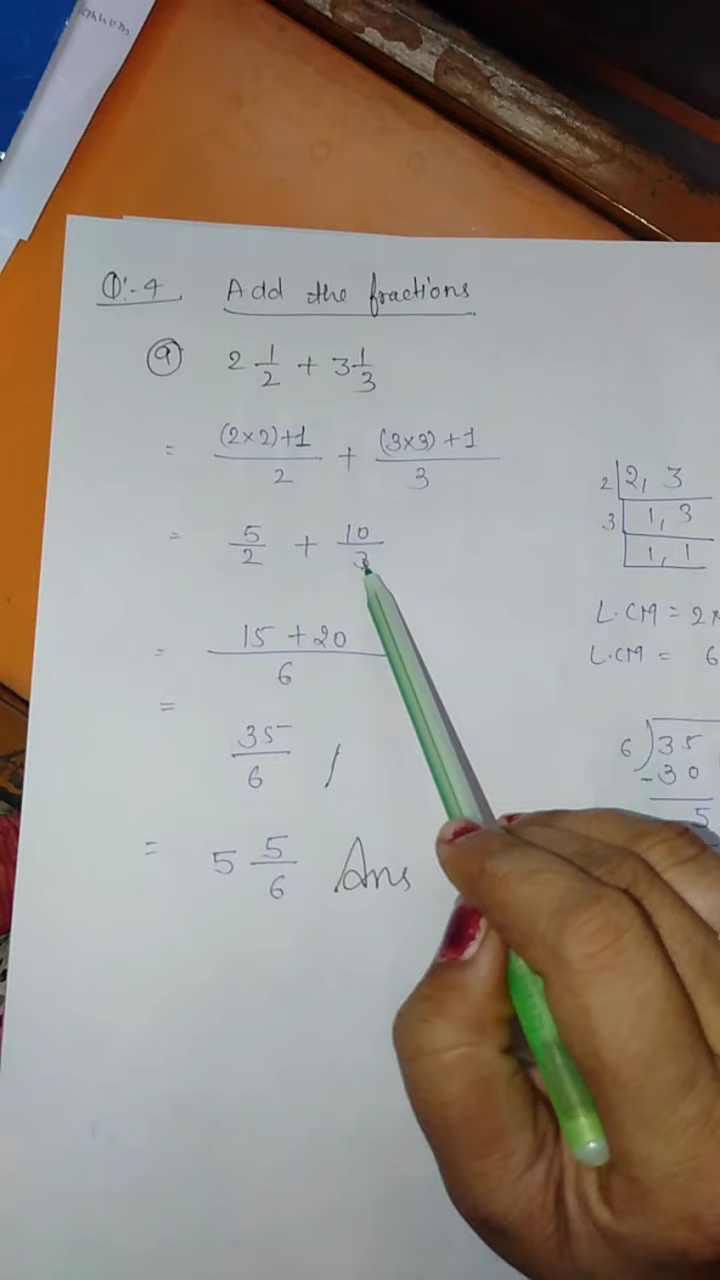 Q:-4 Add the fractions
(a) 2 1/2 + 3 1/3
= (2×2)+1/2 + (3×3)+1/3
= 5/2 + 10/3
= 15+20/6
=
35/6 /
= 5 5/6 Ans
2|2, 3
3|1, 3
|1, 1
L.CM = 2×
L.CM = 6
6)35
-30
5